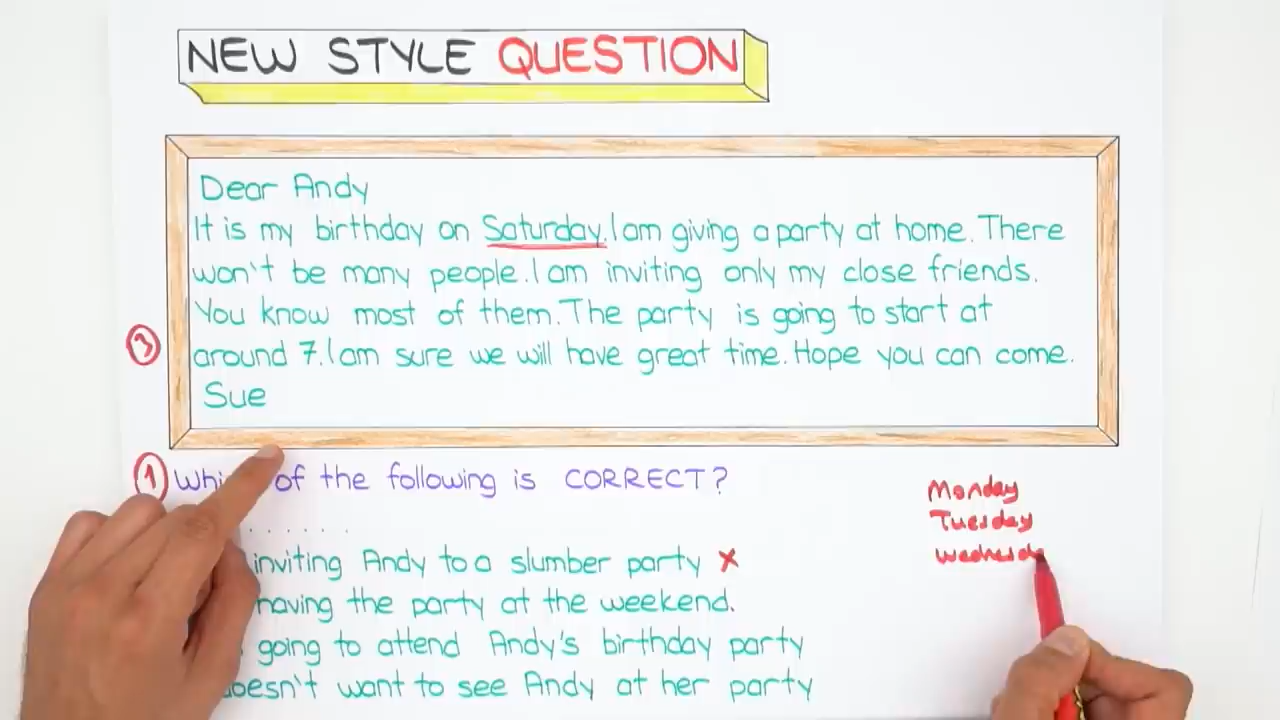 NEW STYLE QUESTION
Dear Andy
It is my birthday on Saturday. I am giving a party at home. There
won't be many people. I am inviting only my close friends.
You know most of them. The party is going to start at
③
around 7. I am sure we will have great time. Hope you can come.
Sue
① of the following is CORRECT?
. . . . . .
inviting Andy to a slumber party x
having the party at the weekend.
going to attend Andy's birthday party
want to see Andy at her party
Monday
Tuesday